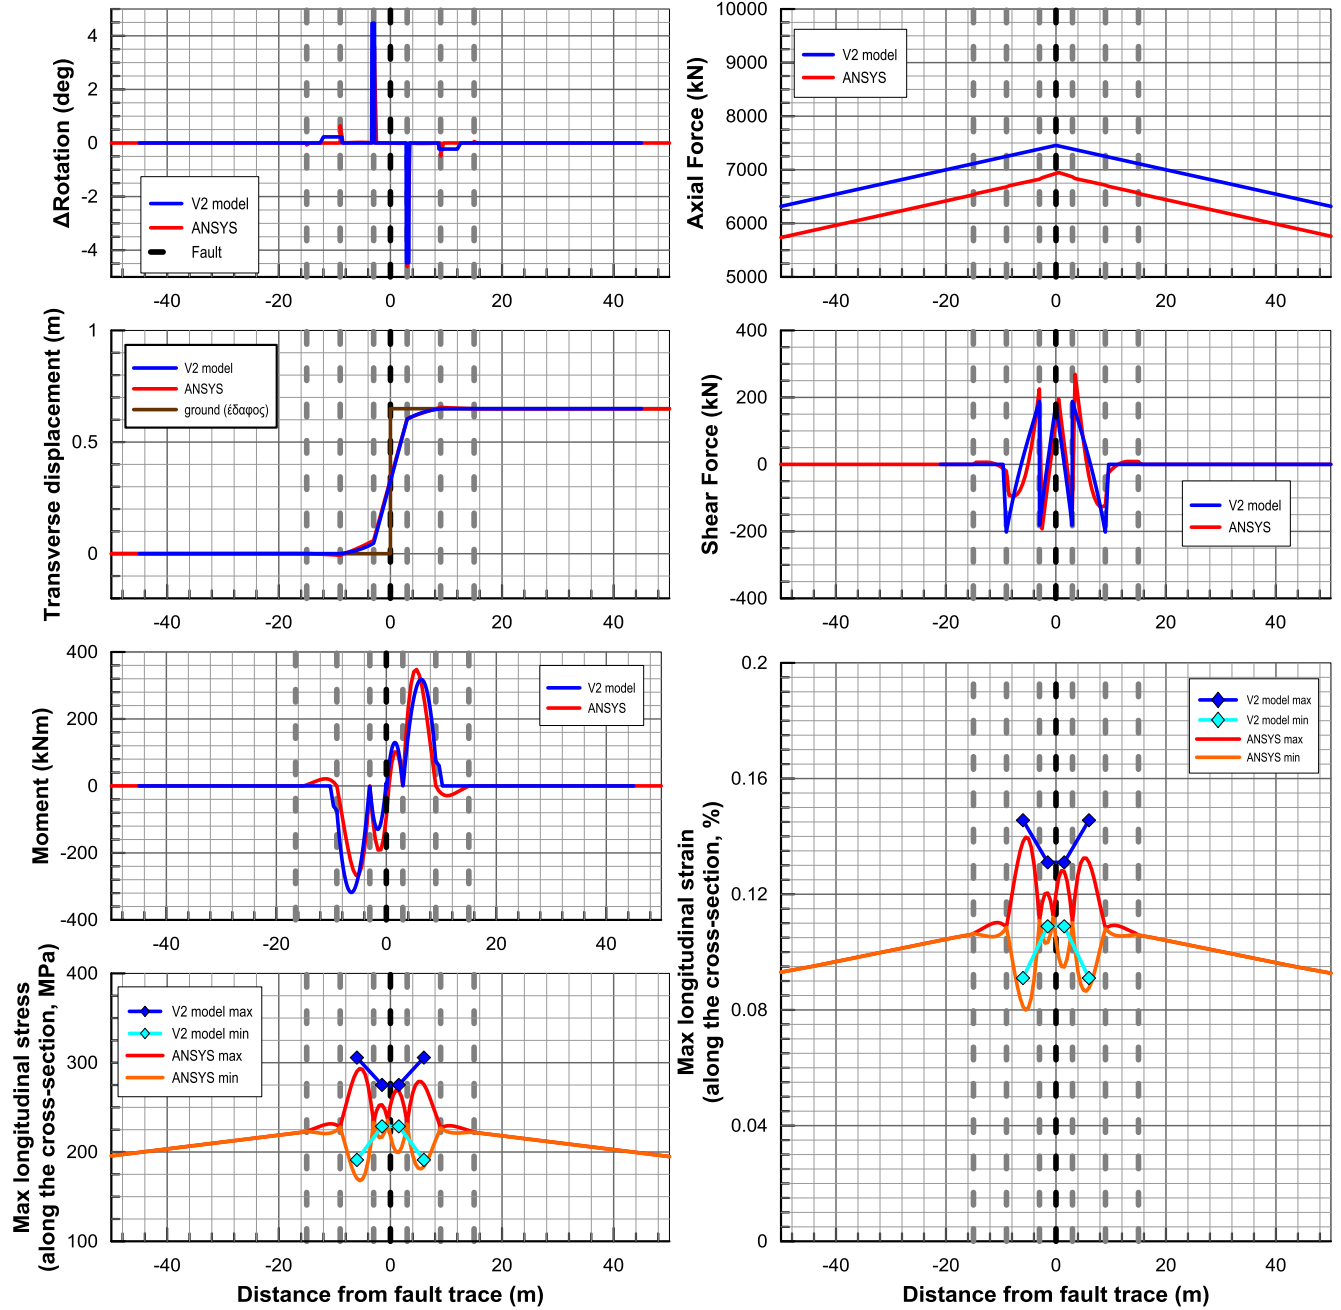 ΔRotation (deg)
4
2
0
-2
-4
V2 model
ANSYS
Fault
-40
-20
0
20
40
Axial Force (kN)
10000
9000
8000
7000
6000
5000
V2 model
ANSYS
-40
-20
0
20
40
Transverse displacement (m)
1
0.5
0
V2 model
ANSYS
ground (έδαφος)
-40
-20
0
20
40
Shear Force (kN)
400
200
0
-200
-400
V2 model
ANSYS
-40
-20
0
20
40
Moment (kNm)
400
200
0
-200
-400
V2 model
ANSYS
-40
-20
0
20
40
Max longitudinal stress
(along the cross-section, MPa)
400
300
200
100
V2 model max
V2 model min
ANSYS max
ANSYS min
-40
-20
0
20
40
Distance from fault trace (m)
Max longitudinal strain
(along the cross-section, %)
0.2
0.16
0.12
0.08
0.04
0
V2 model max
V2 model min
ANSYS max
ANSYS min
-40
-20
0
20
40
Distance from fault trace (m)